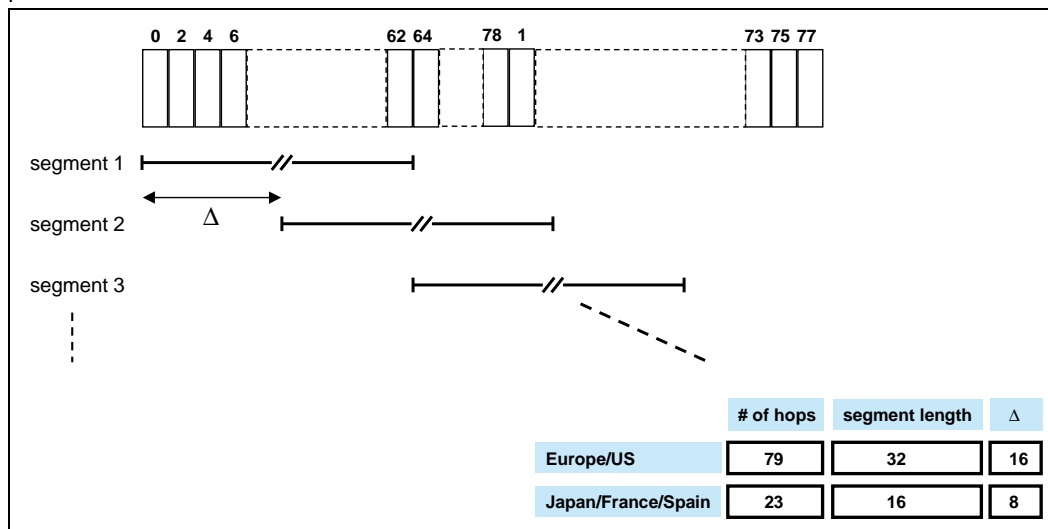 0 2 4 6 62 64 78 1 73 75 77
segment 1
Δ
segment 2
segment 3
# of hops segment length Δ
Europe/US 79 32 16
Japan/France/Spain 23 16 8